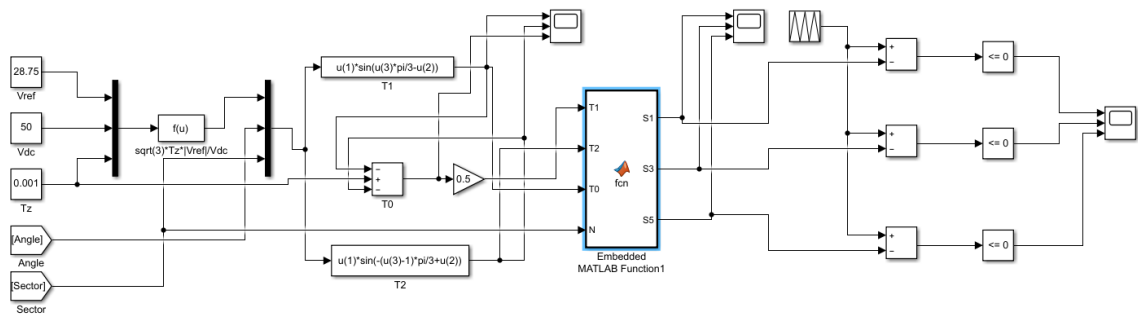 28.75
Vref
50
Vdc
0.001
Tz
[Angle]
Angle
[Sector]
Sector
f(u)
sqrt(3)*Tz*|Vref|/Vdc
u(1)*sin(u(3)*pi/3-u(2))
T1
−
+
−
T0
0.5
u(1)*sin(-(u(3)-1)*pi/3+u(2))
T2
T1
T2
T0
N
fcn
S1
S3
S5
Embedded
MATLAB Function1
+
−
<= 0
+
−
<= 0
+
−
<= 0